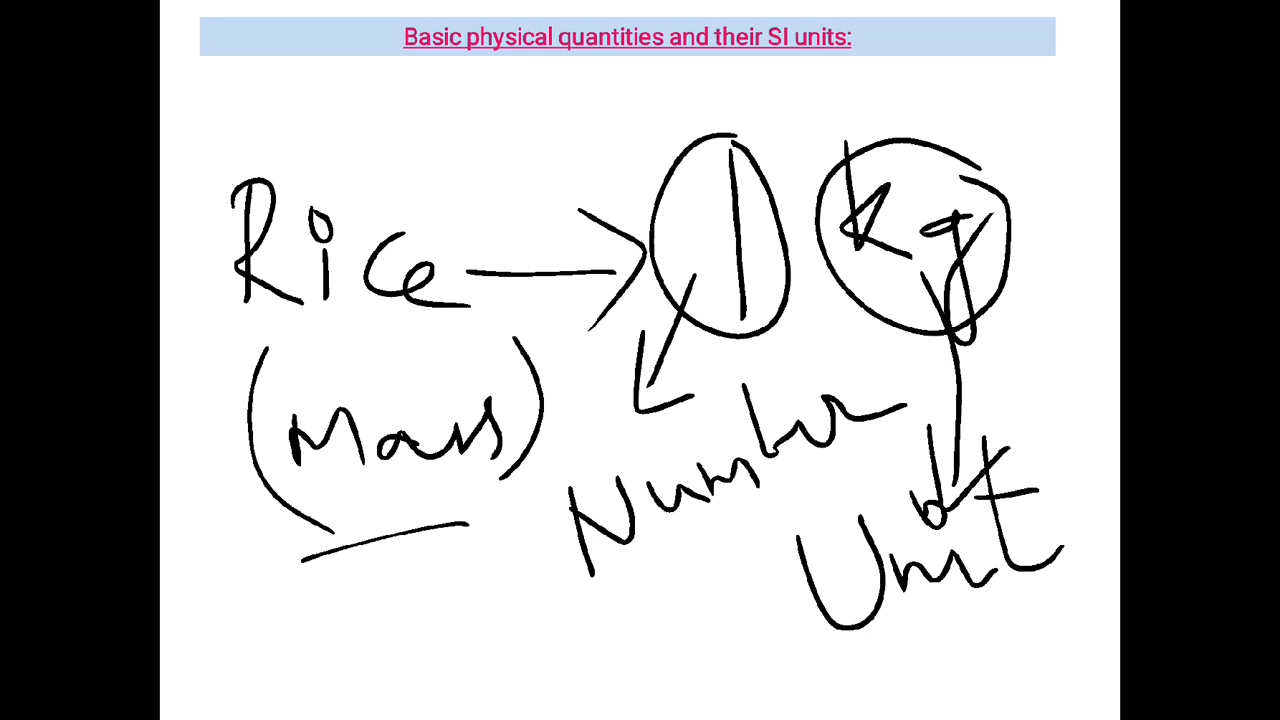 Basic physical quantities and their SI units:
Rice → 1 Kg
(Mass)
Number
Unit